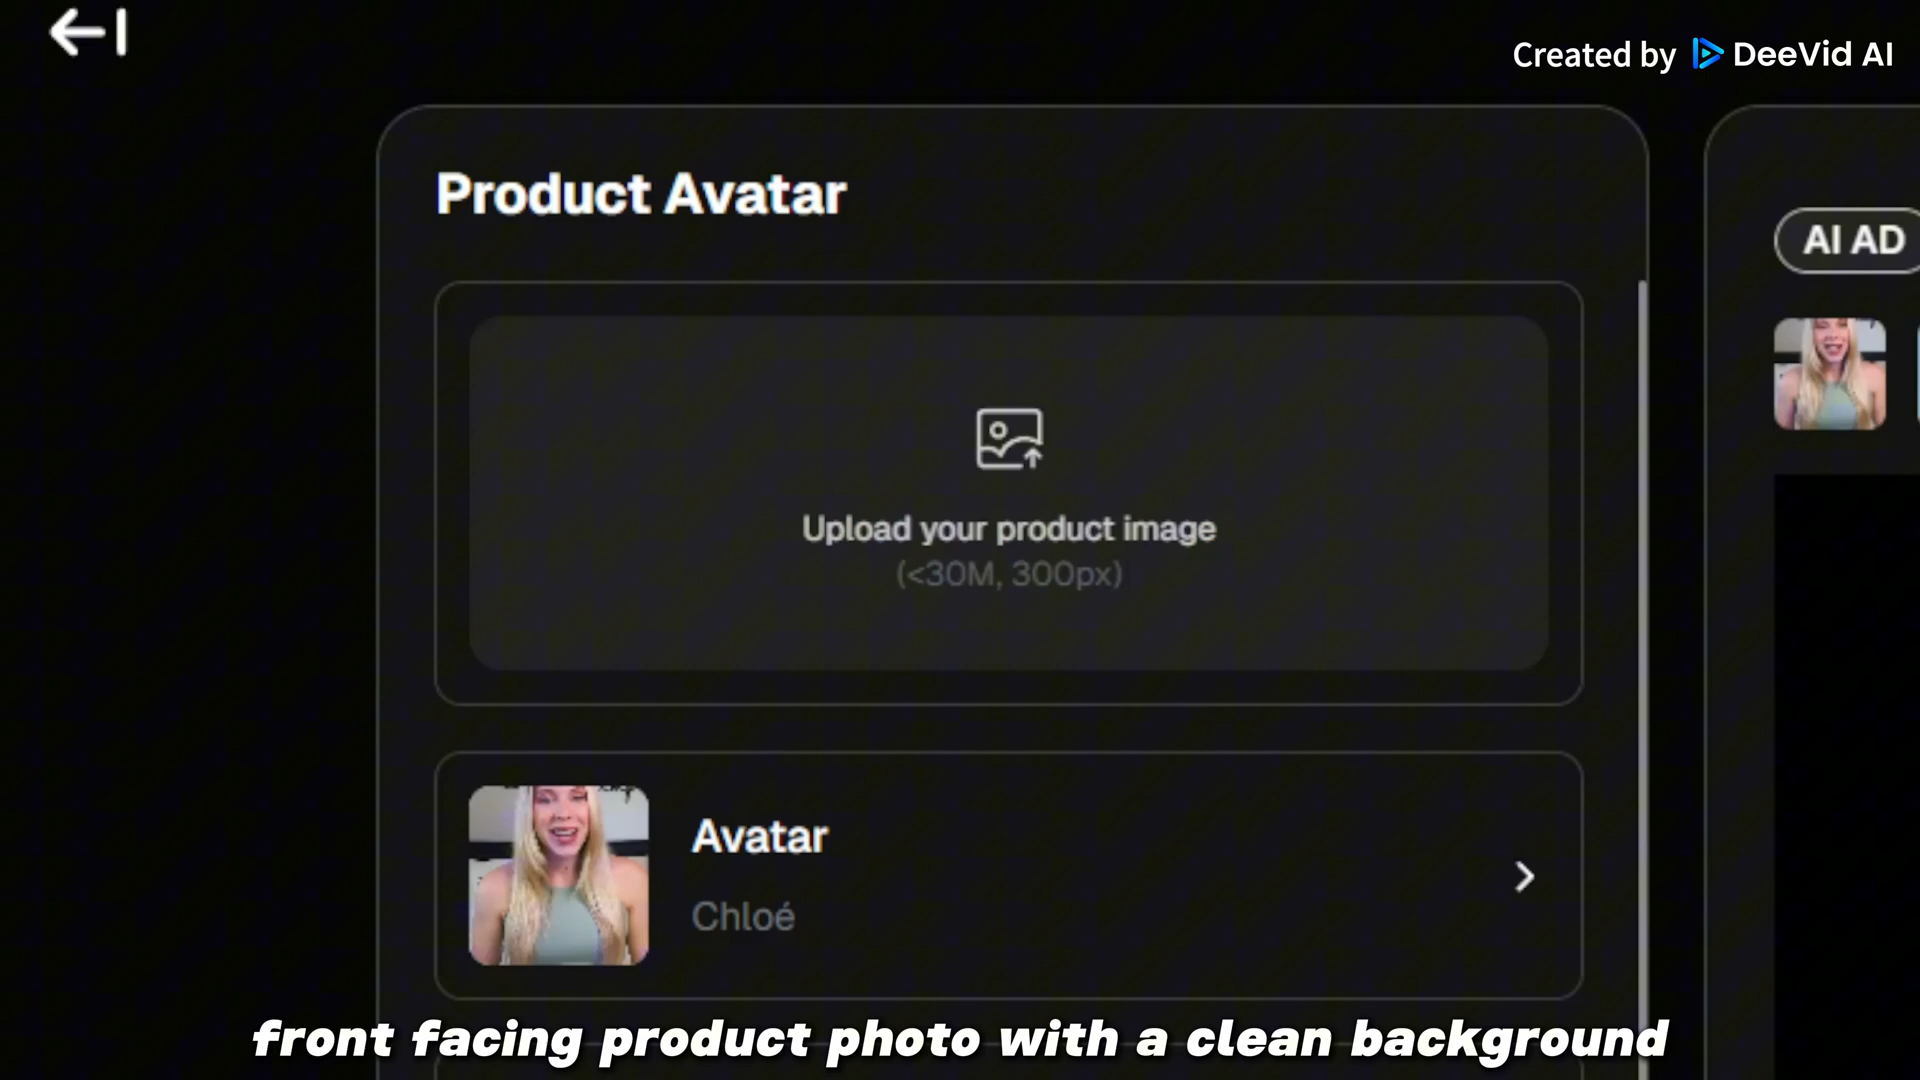 Created by DeeVid AI
Product Avatar
AI AD
Upload your product image
(<30M, 300px)
Avatar
Chloé
front facing product photo with a clean background